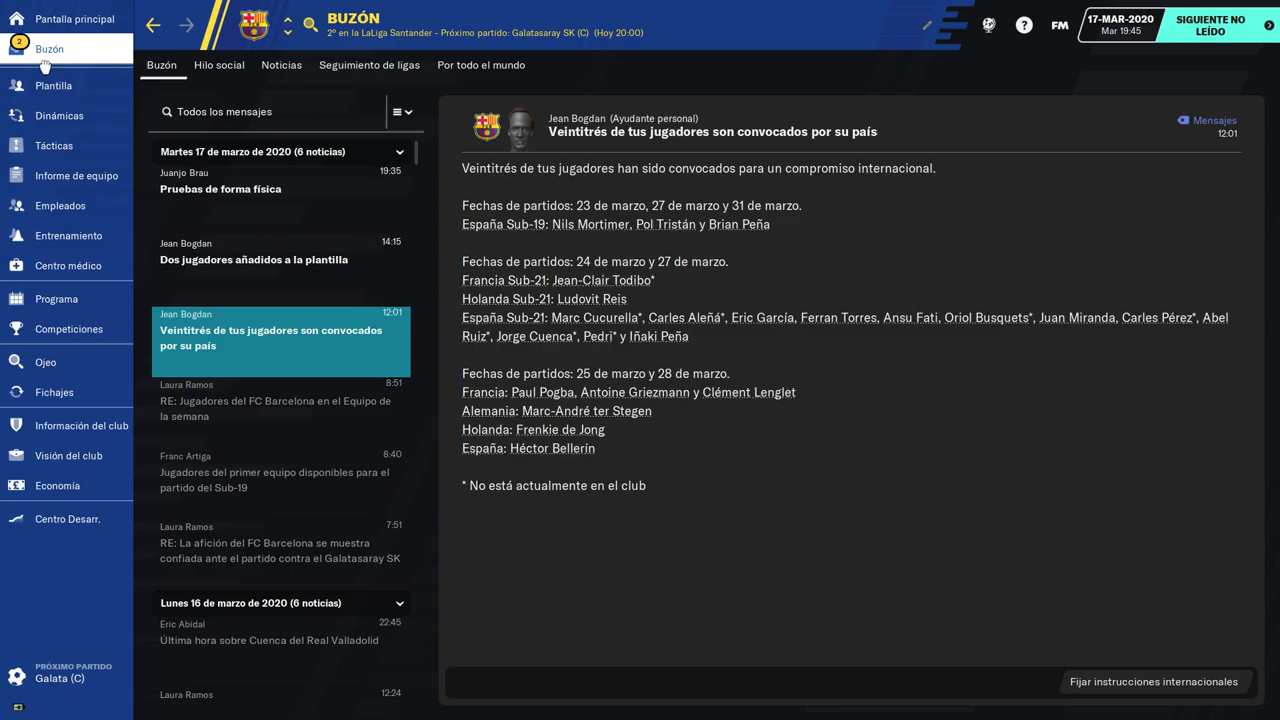 Pantalla principal
2
Buzón
Plantilla
Dinámicas
Tácticas
Informe de equipo
Empleados
Entrenamiento
Centro médico
Programa
Competiciones
Ojeo
Fichajes
Información del club
Visión del club
Economía
Centro Desarr.
PRÓXIMO PARTIDO
Galata (C)
BUZÓN
2º en la LaLiga Santander - Próximo partido: Galatasaray SK (C) (Hoy 20:00)
FM
17-MAR-2020
Mar 19:45
SIGUIENTE NO
LEÍDO
Buzón Hilo social Noticias Seguimiento de ligas Por todo el mundo
Todos los mensajes
Martes 17 de marzo de 2020 (6 noticias)
Juanjo Brau 19:35
Pruebas de forma física
Jean Bogdan 14:15
Dos jugadores añadidos a la plantilla
Jean Bogdan 12:01
Veintitrés de tus jugadores son convocados
por su país
Laura Ramos 8:51
RE: Jugadores del FC Barcelona en el Equipo de
la semana
Franc Artiga 8:40
Jugadores del primer equipo disponibles para el
partido del Sub-19
Laura Ramos 7:51
RE: La afición del FC Barcelona se muestra
confiada ante el partido contra el Galatasaray SK
Lunes 16 de marzo de 2020 (6 noticias)
Eric Abidal 22:45
Última hora sobre Cuenca del Real Valladolid
Laura Ramos 12:24
Jean Bogdan (Ayudante personal)
Veintitrés de tus jugadores son convocados por su país
Mensajes
12:01
Veintitrés de tus jugadores han sido convocados para un compromiso internacional.
Fechas de partidos: 23 de marzo, 27 de marzo y 31 de marzo.
España Sub-19: Nils Mortimer, Pol Tristán y Brian Peña
Fechas de partidos: 24 de marzo y 27 de marzo.
Francia Sub-21: Jean-Clair Todibo*
Holanda Sub-21: Ludovit Reis
España Sub-21: Marc Cucurella*, Carles Aleñá*, Eric García, Ferran Torres, Ansu Fati, Oriol Busquets*, Juan Miranda, Carles Pérez*, Abel
Ruiz*, Jorge Cuenca*, Pedri* y Iñaki Peña
Fechas de partidos: 25 de marzo y 28 de marzo.
Francia: Paul Pogba, Antoine Griezmann y Clément Lenglet
Alemania: Marc-André ter Stegen
Holanda: Frenkie de Jong
España: Héctor Bellerín
* No está actualmente en el club
Fijar instrucciones internacionales